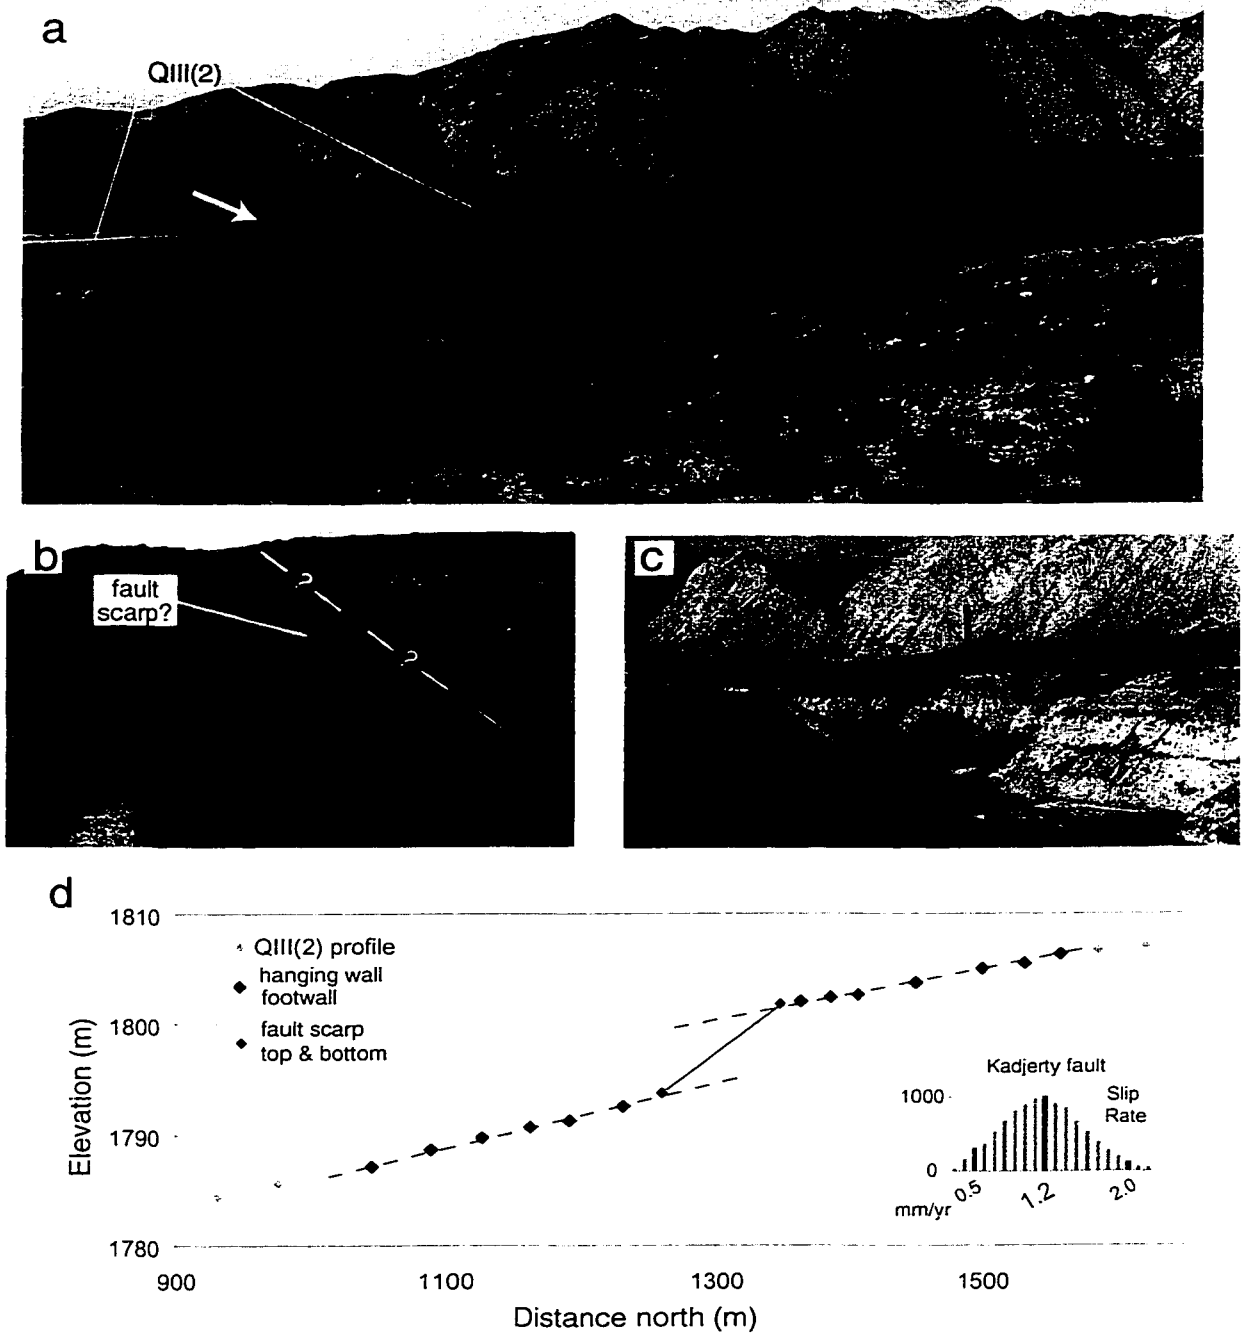 a
QIII(2)
b
fault
scarp?
?
?
c
d
1810
1800
1790
1780
Elevation (m)
QIII(2) profile
hanging wall
footwall
fault scarp
top & bottom
Kadjerty fault
Slip
Rate
1000
0
mm/yr
0.5
1.2
2.0
900
1100
1300
1500
Distance north (m)